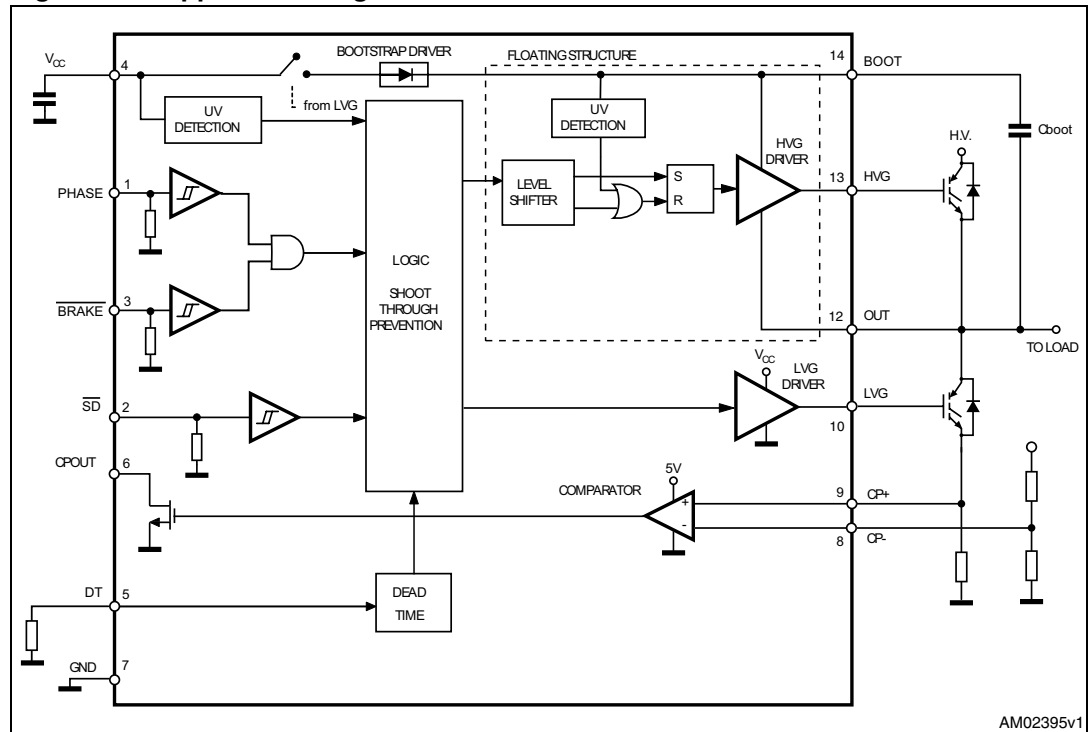 V_CC
4
BOOTSTRAP DRIVER
FLOATING STRUCTURE
14
BOOT
from LVG
UV
DETECTION
UV
DETECTION
H.V.
Cboot
HVG
DRIVER
PHASE
1
LEVEL
SHIFTER
S
R
13
HVG
LOGIC
SHOOT
THROUGH
PREVENTION
BRAKE
3
12
OUT
TO LOAD
V_CC
LVG
DRIVER
LVG
10
SD
2
CPOUT
6
5V
COMPARATOR
+
-
9
CP+
8
CP-
DT
5
DEAD
TIME
GND
7
AM02395v1